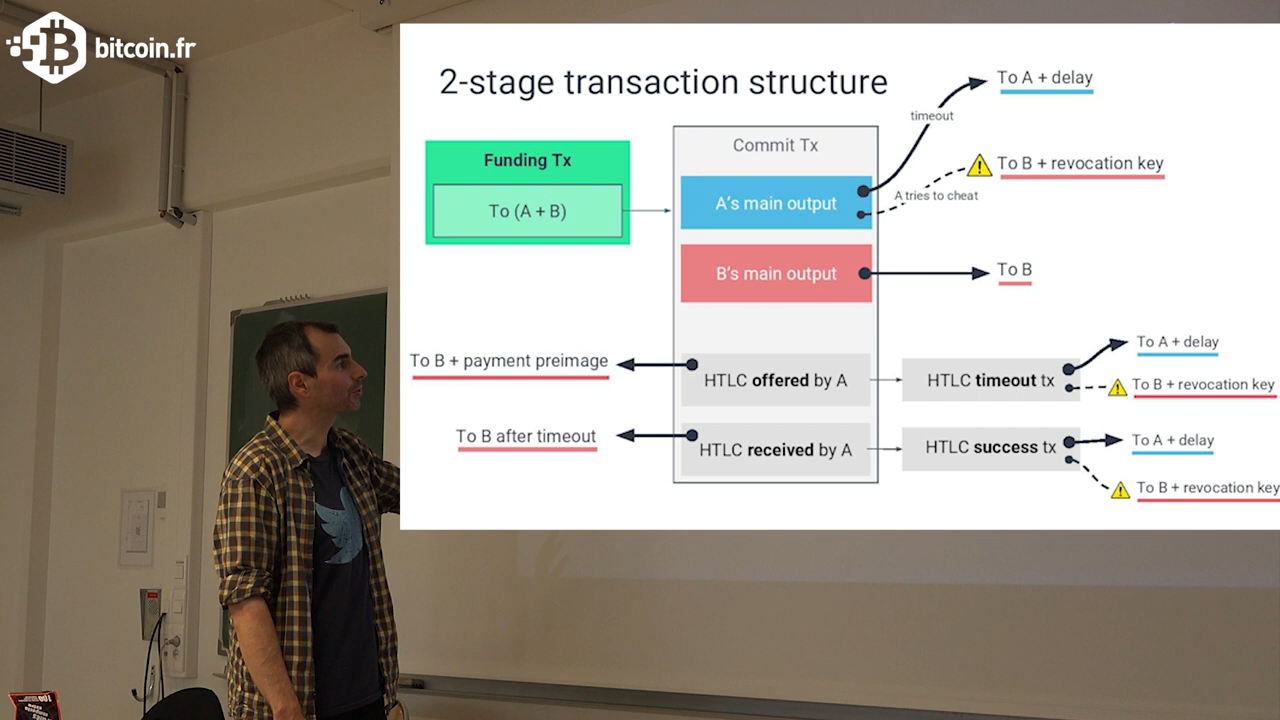 bitcoin.fr
2-stage transaction structure
To A + delay
timeout
Funding Tx
Commit Tx
To B + revocation key
A tries to cheat
To (A + B)
A's main output
B's main output
To B
To B + payment preimage
HTLC offered by A
HTLC timeout tx
To A + delay
To B + revocation key
To B after timeout
HTLC received by A
HTLC success tx
To A + delay
To B + revocation key